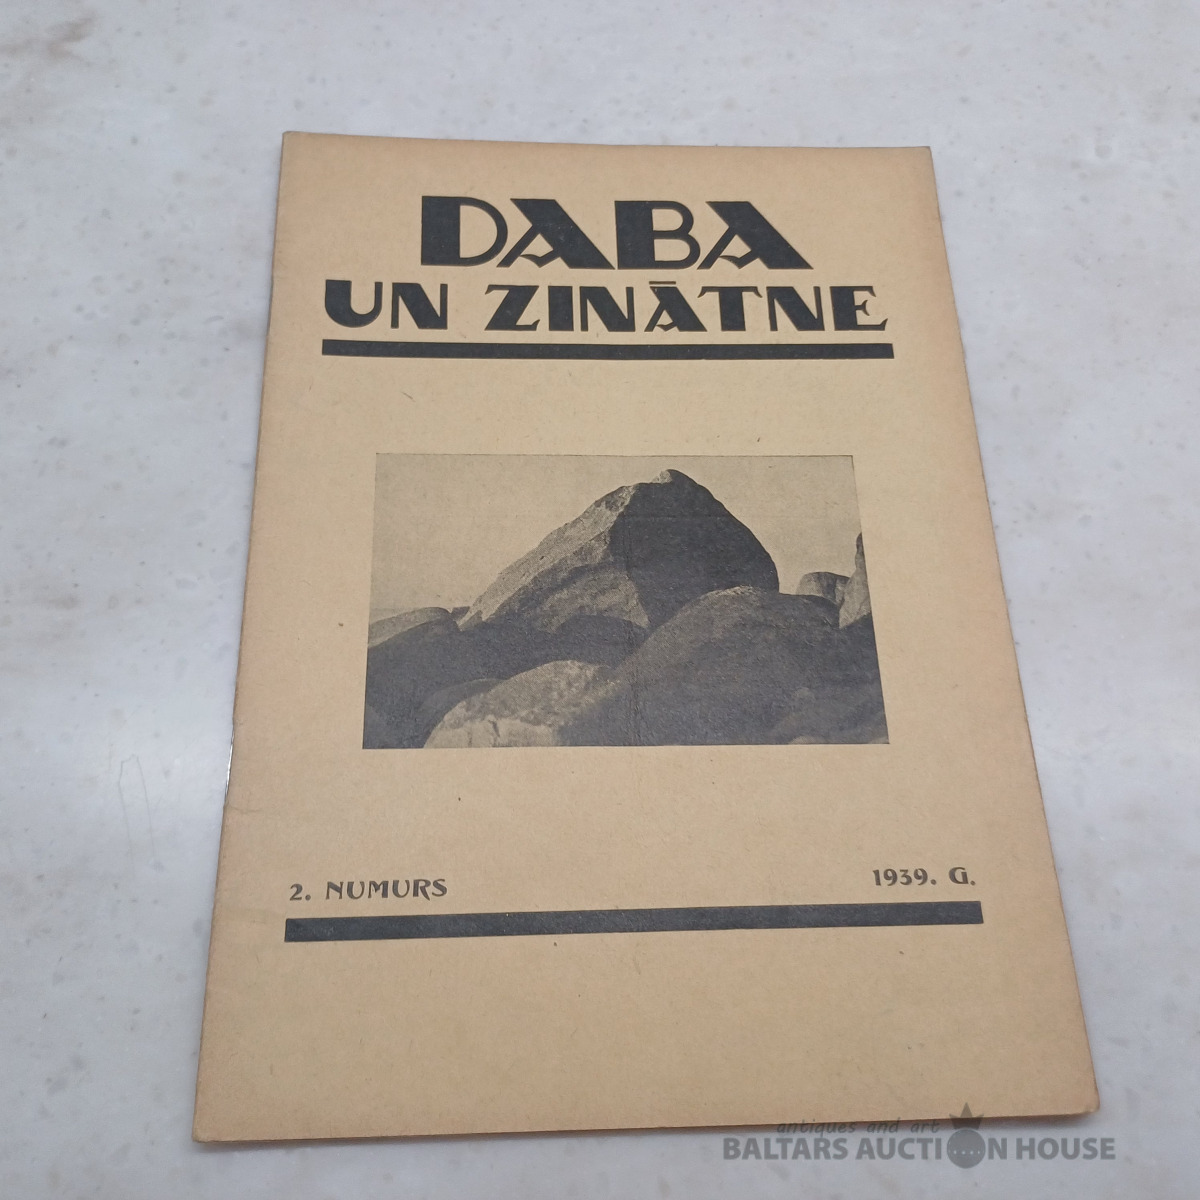 DABA
UN ZINĀTNE
2. NUMURS
1939. G.
antiques and art
BALTARS AUCTION HOUSE